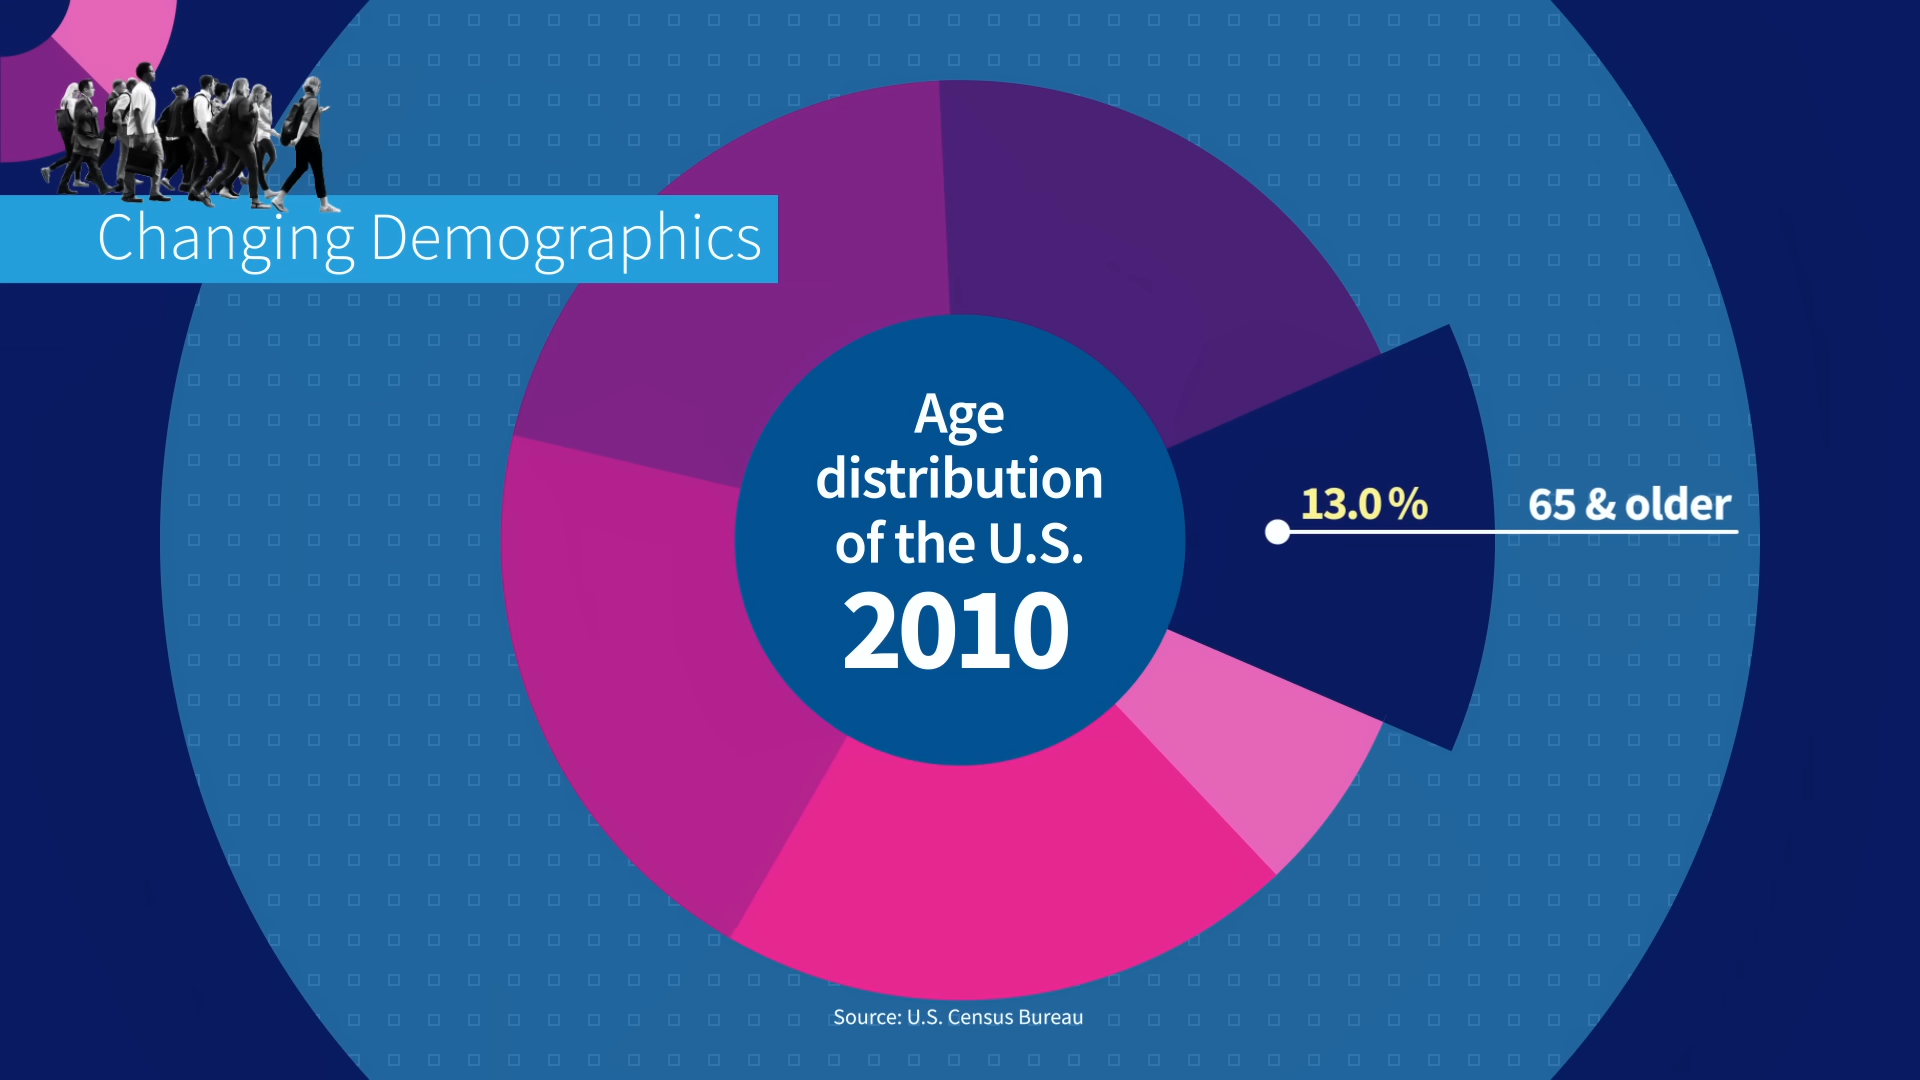 Changing Demographics
Age
distribution
of the U.S.
2010
13.0% 65 & older
Source: U.S. Census Bureau